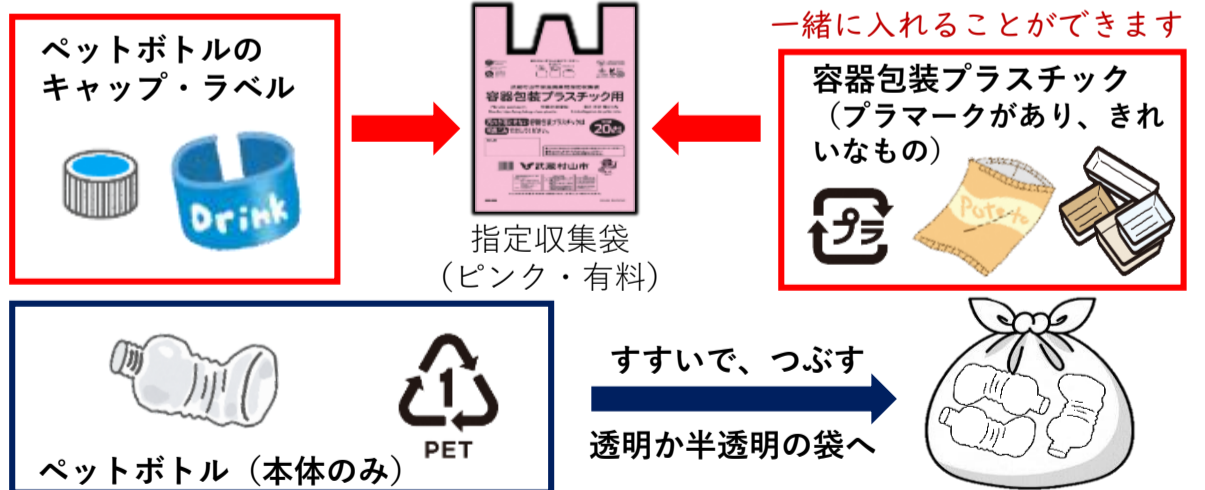 ペットボトルの
キャップ・ラベル
Drink
容器包装プラスチック用
20
武蔵村山市
指定収集袋
(ピンク・有料)
一緒に入れることができます
容器包装プラスチック
(プラマークがあり、きれ
いなもの)
プラ
Potato
1
PET
ペットボトル(本体のみ)
すすいで、つぶす
透明か半透明の袋へ